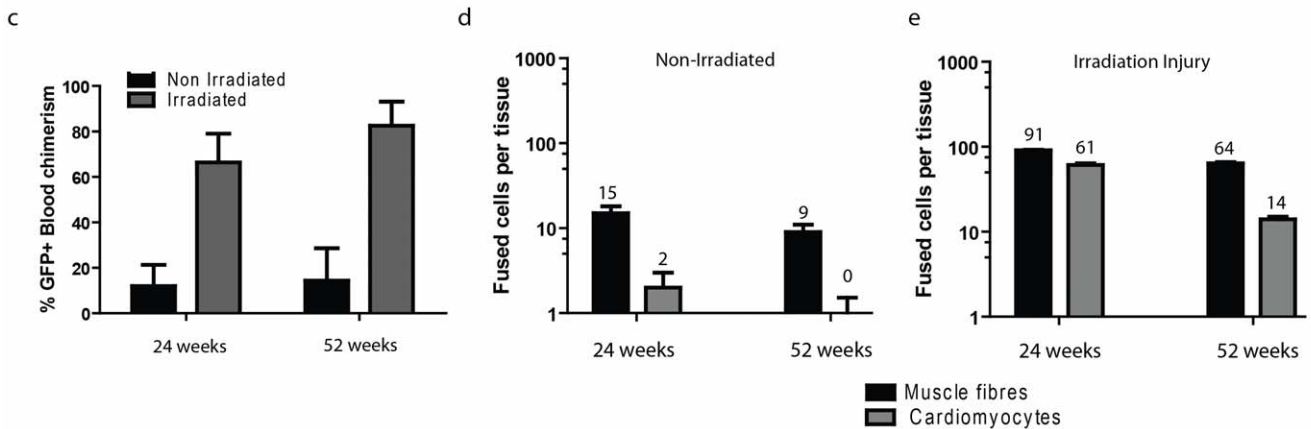 c
Non Irradiated
Irradiated
% GFP+ Blood chimerism
100
80
60
40
20
0
24 weeks
52 weeks
d
Non-Irradiated
Fused cells per tissue
1000
100
10
1
15
2
9
0
24 weeks
52 weeks
e
Irradiation Injury
Fused cells per tissue
1000
100
10
1
91
61
64
14
24 weeks
52 weeks
Muscle fibres
Cardiomyocytes